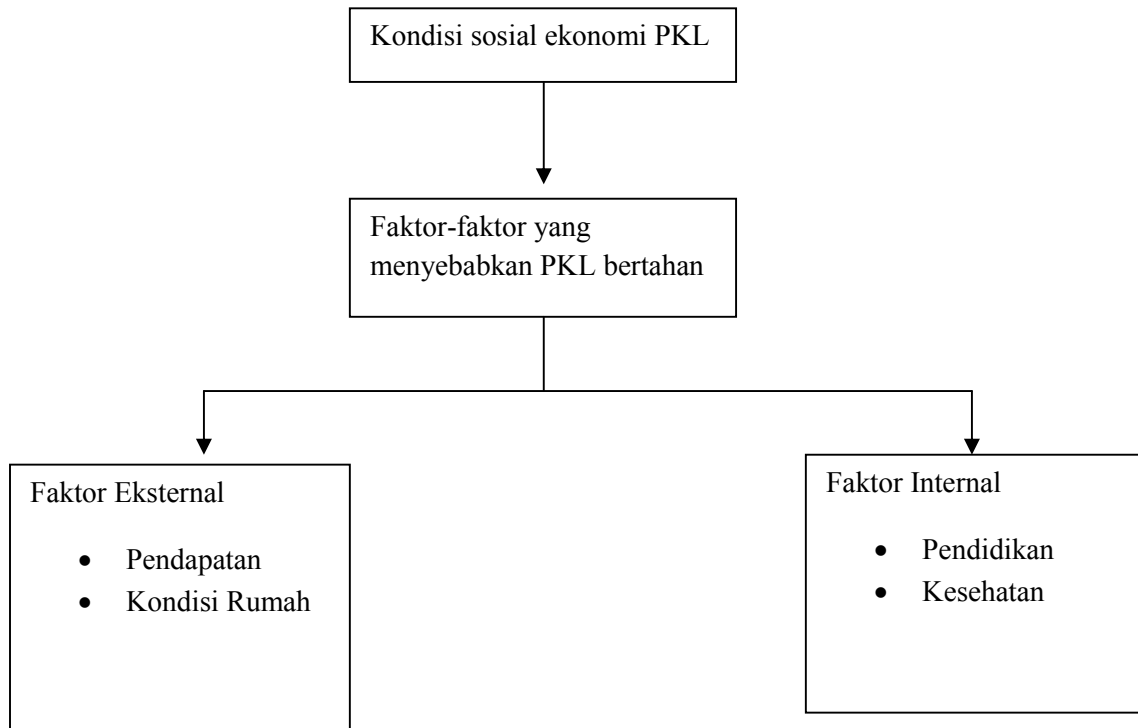 Kondisi sosial ekonomi PKL
Faktor-faktor yang
menyebabkan PKL bertahan
Faktor Eksternal
• Pendapatan
• Kondisi Rumah
Faktor Internal
• Pendidikan
• Kesehatan